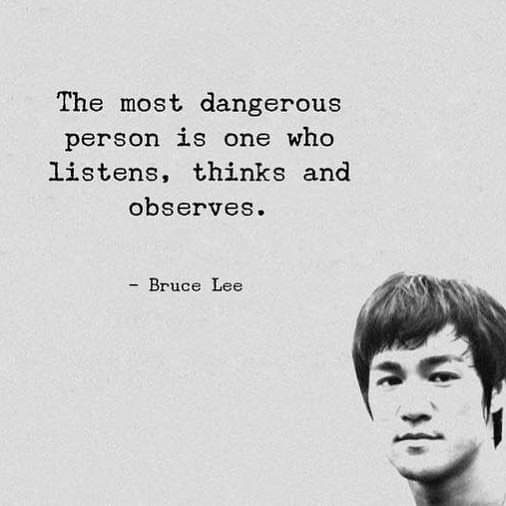 The most dangerous
person is one who
listens, thinks and
observes.
- Bruce Lee